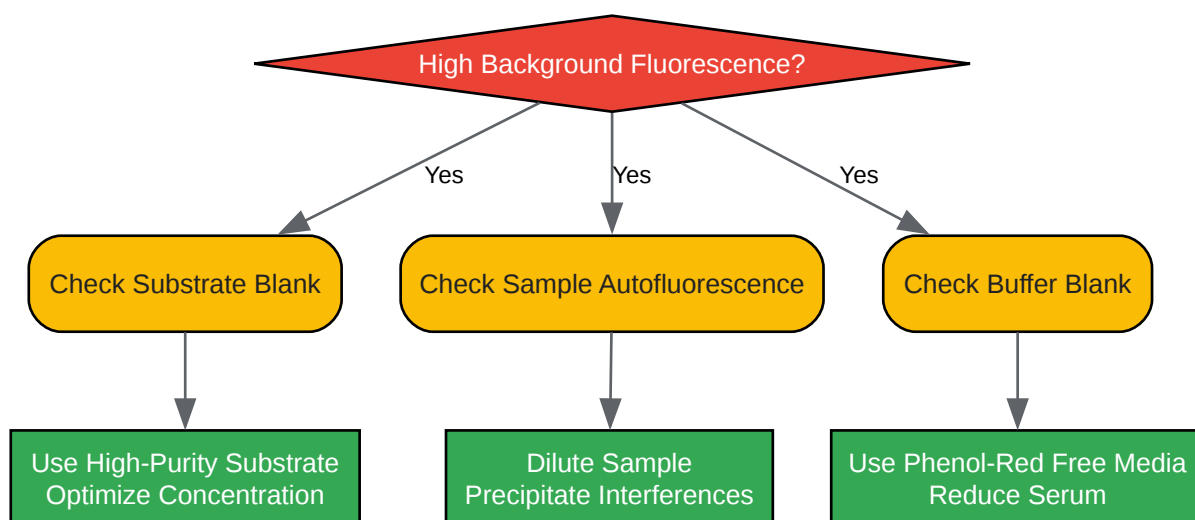 High Background Fluorescence?
Yes
Yes
Yes
Check Substrate Blank
Check Sample Autofluorescence
Check Buffer Blank
Use High-Purity Substrate
Optimize Concentration
Dilute Sample
Precipitate Interferences
Use Phenol-Red Free Media
Reduce Serum